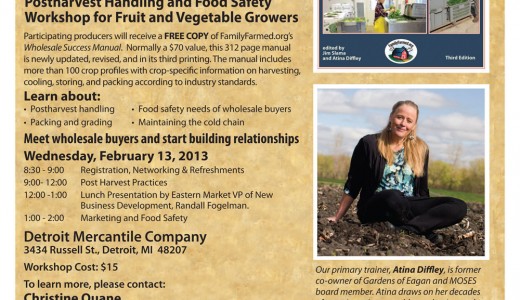 Postharvest Handling and Food Safety
Workshop for Fruit and Vegetable Growers
Participating producers will receive a FREE COPY of FamilyFarmed.org's
Wholesale Success Manual. Normally a $70 value, this 312 page manual
is newly updated, revised, and in its third printing. The manual includes
more than 100 crop profiles with crop-specific information on harvesting,
cooling, storing, and packing according to industry standards.
Learn about:
• Postharvest handling • Food safety needs of wholesale buyers
• Packing and grading • Maintaining the cold chain
Meet wholesale buyers and start building relationships
Wednesday, February 13, 2013
8:30 - 9:00 Registration, Networking & Refreshments
9:00- 12:00 Post Harvest Practices
12:00 -1:00 Lunch Presentation by Eastern Market VP of New
Business Development, Randall Fogelman.
1:00 - 2:00 Marketing and Food Safety
Detroit Mercantile Company
3434 Russell St., Detroit, MI 48207
Workshop Cost: $15
To learn more, please contact:
Christine Quane
edited by
Jim Slama
and Atina Diffley
Third Edition
Our primary trainer, Atina Diffley, is former
co-owner of Gardens of Eagan and MOSES
board member. Atina draws on her decades